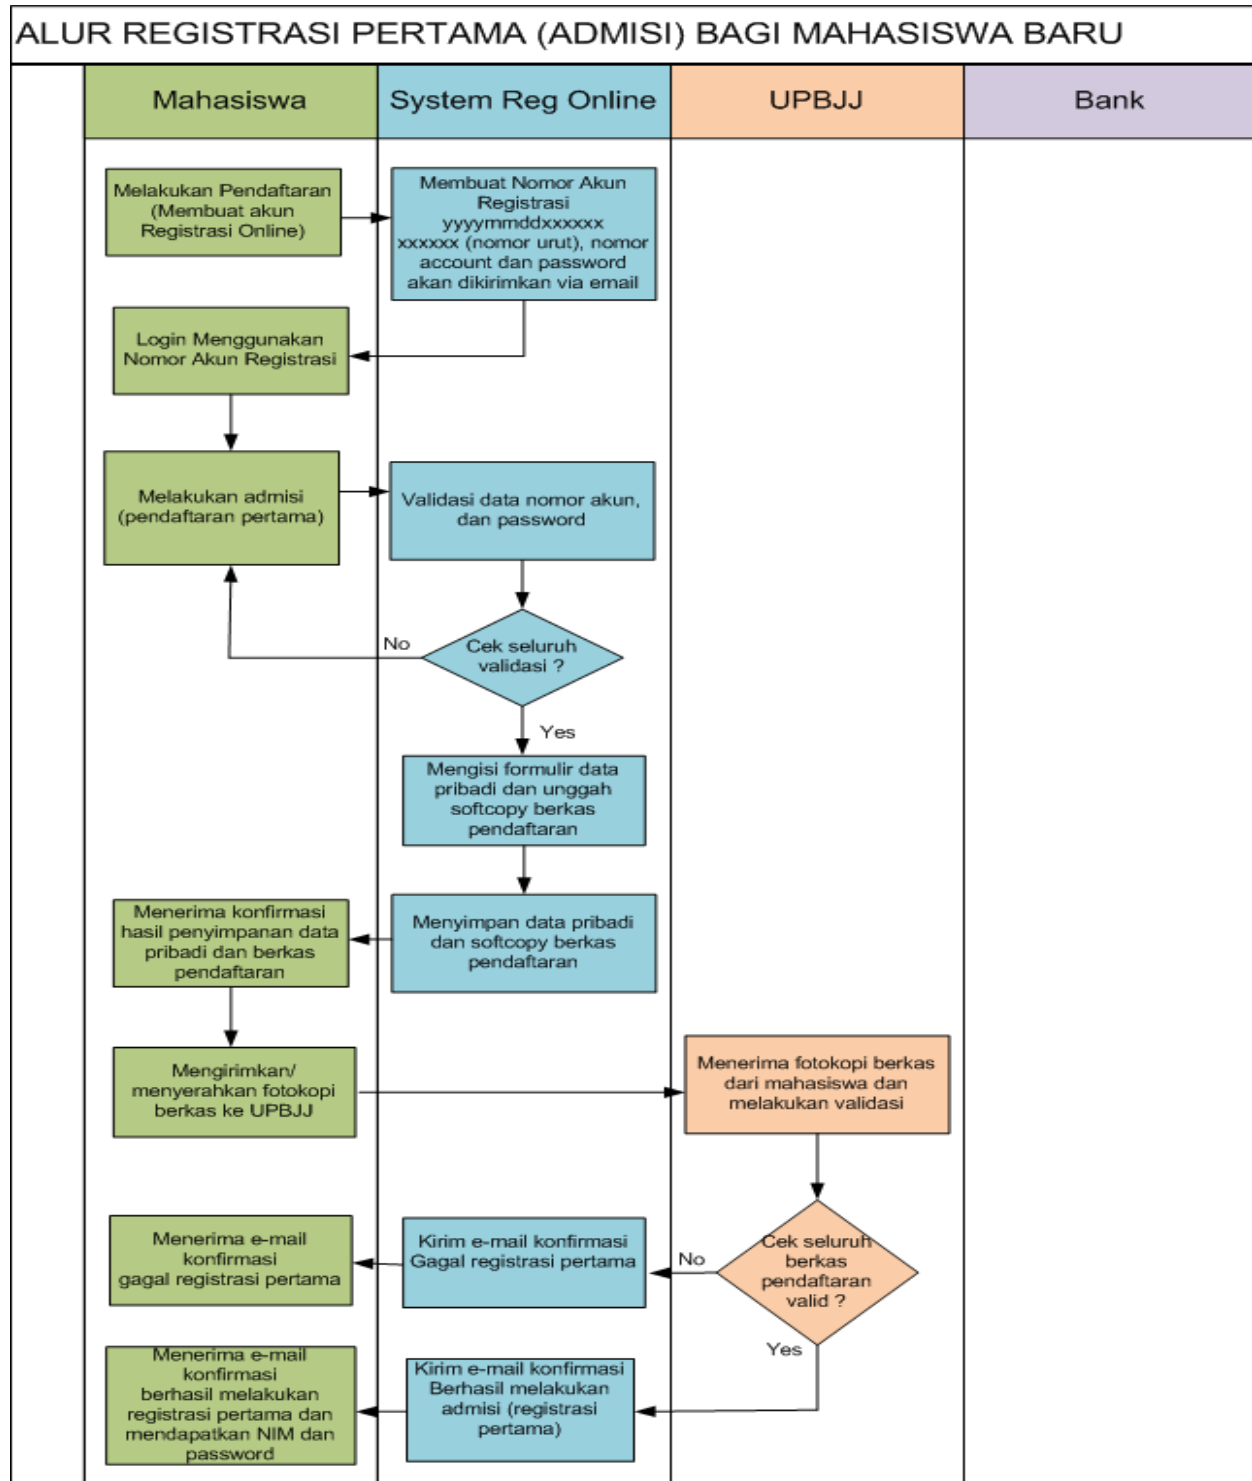 ALUR REGISTRASI PERTAMA (ADMISI) BAGI MAHASISWA BARU
Mahasiswa
System Reg Online
UPBJJ
Bank
Melakukan Pendaftaran
(Membuat akun
Registrasi Online)
Membuat Nomor Akun
Registrasi
yyyymmddxxxxxx
xxxxxx (nomor urut), nomor
account dan password
akan dikirimkan via email
Login Menggunakan
Nomor Akun Registrasi
Melakukan admisi
(pendaftaran pertama)
Validasi data nomor akun,
dan password
Cek seluruh
validasi ?
No
Yes
Mengisi formulir data
pribadi dan unggah
softcopy berkas
pendaftaran
Menyimpan data pribadi
dan softcopy berkas
pendaftaran
Menerima konfirmasi
hasil penyimpanan data
pribadi dan berkas
pendaftaran
Mengirimkan/
menyerahkan fotokopi
berkas ke UPBJJ
Menerima fotokopi berkas
dari mahasiswa dan
melakukan validasi
Cek seluruh
berkas
pendaftaran
valid ?
No
Kirim e-mail konfirmasi
Gagal registrasi pertama
Menerima e-mail
konfirmasi
gagal registrasi pertama
Yes
Kirim e-mail konfirmasi
Berhasil melakukan
admisi (registrasi
pertama)
Menerima e-mail
konfirmasi
berhasil melakukan
registrasi pertama dan
mendapatkan NIM dan
password